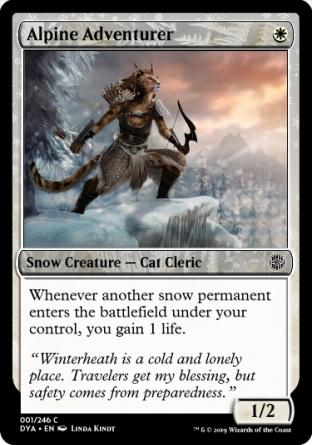 Alpine Adventurer
Snow Creature — Cat Cleric
Whenever another snow permanent
enters the battlefield under your
control, you gain 1 life.
“Winterheath is a cold and lonely
place. Travelers get my blessing, but
safety comes from preparedness.”
1/2
001/246 C
DYA • EN Linda Kindt
™ & © 2019 Wizards of the Coast